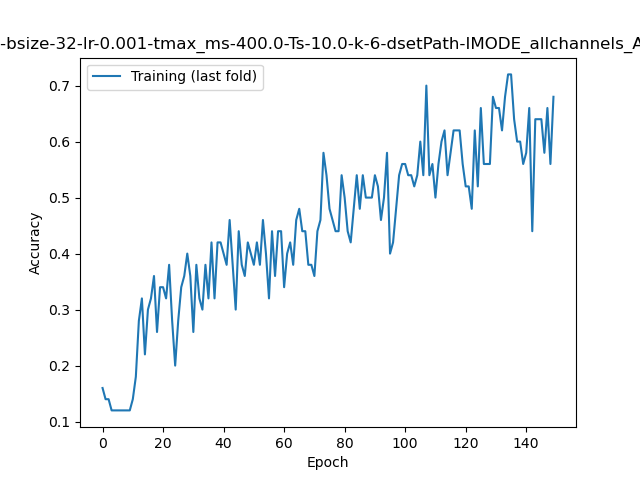 -bsize-32-lr-0.001-tmax_ms-400.0-Ts-10.0-k-6-dsetPath-IMODE_allchannels_A
Training (last fold)
Accuracy
0.7
0.6
0.5
0.4
0.3
0.2
0.1
0 20 40 60 80 100 120 140
Epoch